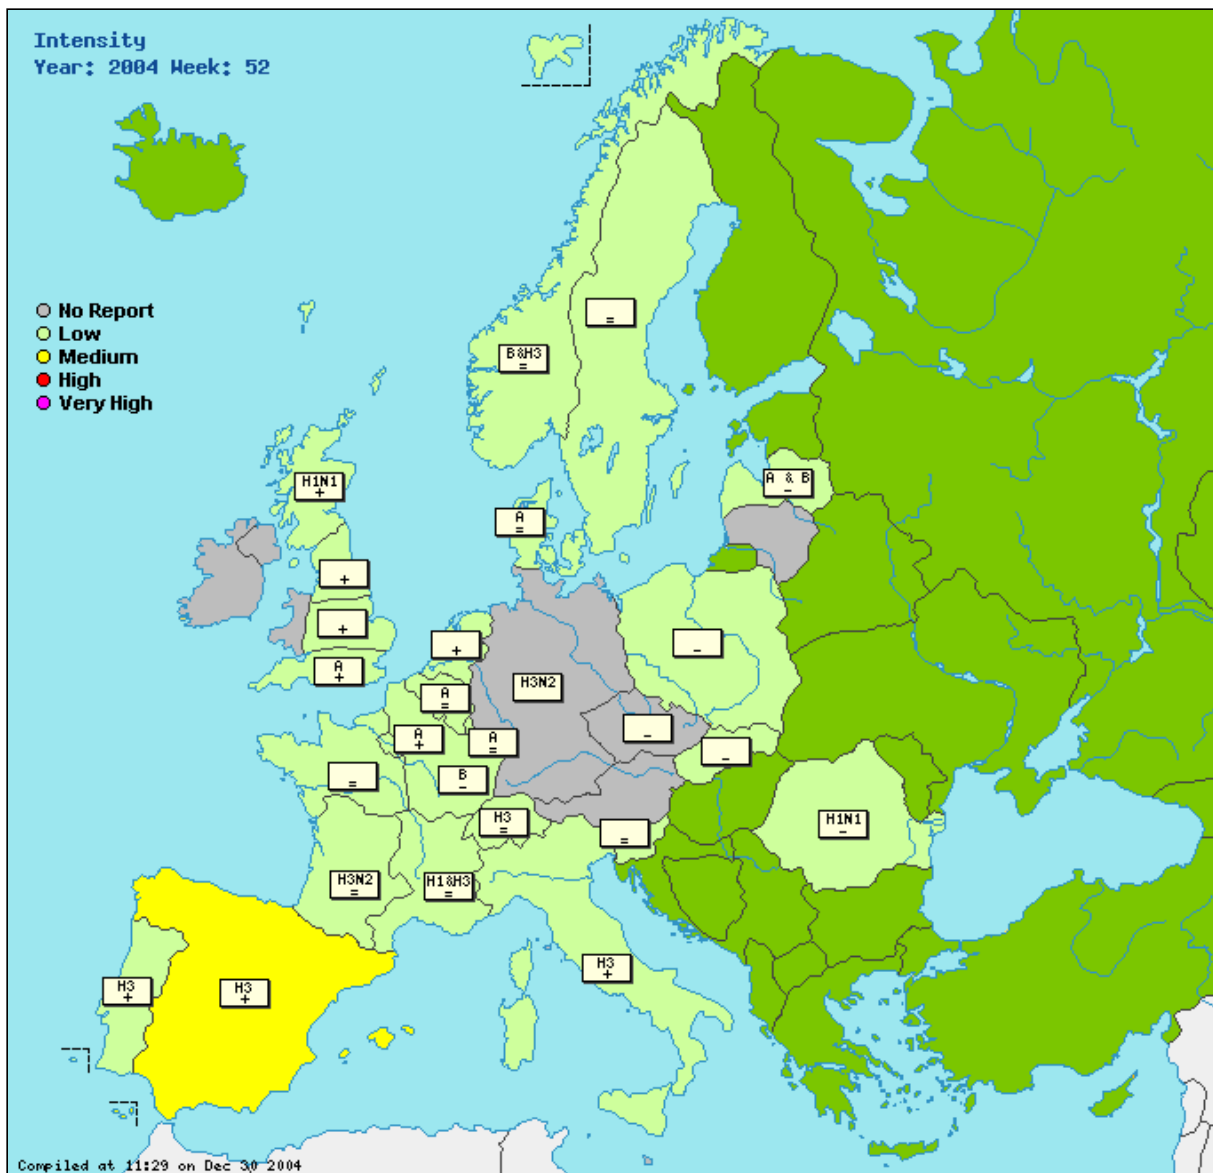 Intensity
Year: 2004 Week: 52
No Report
Low
Medium
High
Very High
=
B&H3
=
A & B
-
H1N1
+
A
=
+
+
+
-
A
+
H3N2
A
=
-
A
+
A
=
-
=
B
-
H3
=
=
H1N1
-
H3N2
=
H1&H3
=
H3
+
H3
+
H3
+
Compiled at 11:29 on Dec 30 2004